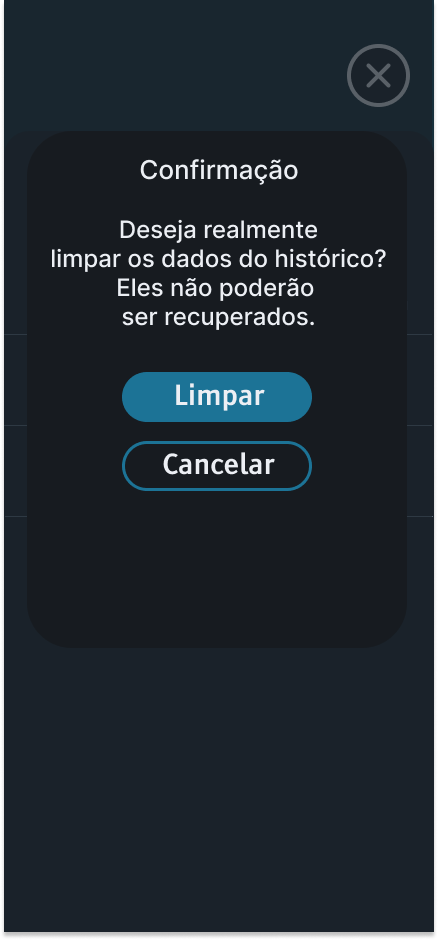 Confirmação
Deseja realmente
limpar os dados do histórico?
Eles não poderão
ser recuperados.
Limpar
Cancelar